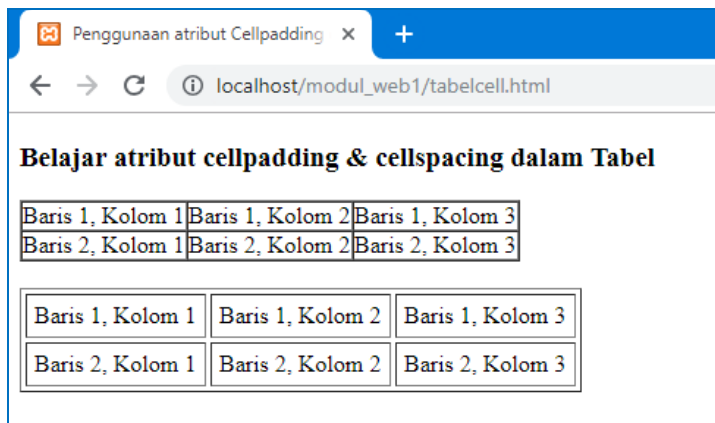 Penggunaan atribut Cellpadding
localhost/modul_web1/tabelcell.html
Belajar atribut cellpadding & cellspacing dalam Tabel
Baris 1, Kolom 1 Baris 1, Kolom 2 Baris 1, Kolom 3
Baris 2, Kolom 1 Baris 2, Kolom 2 Baris 2, Kolom 3
Baris 1, Kolom 1 Baris 1, Kolom 2 Baris 1, Kolom 3
Baris 2, Kolom 1 Baris 2, Kolom 2 Baris 2, Kolom 3